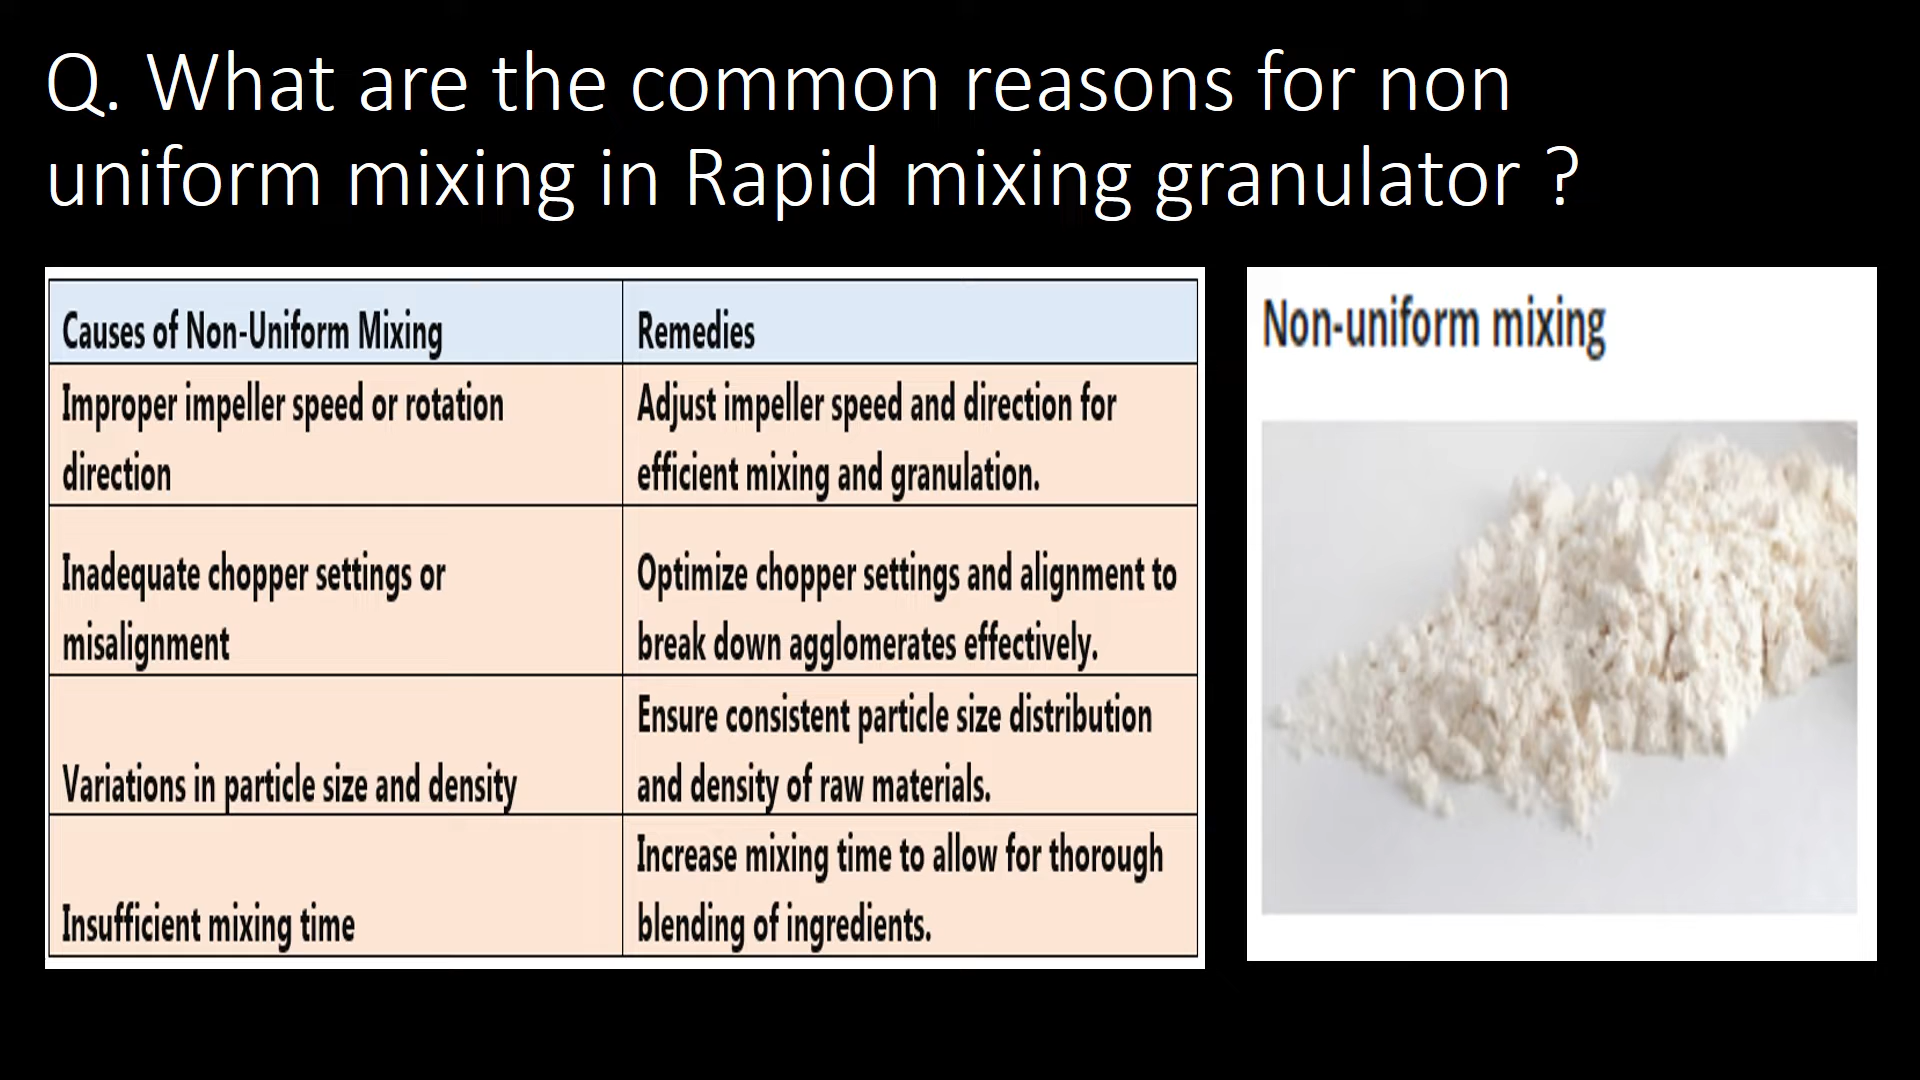 Q. What are the common reasons for non
uniform mixing in Rapid mixing granulator ?
Causes of Non-Uniform Mixing
Remedies
Improper impeller speed or rotation
direction
Adjust impeller speed and direction for
efficient mixing and granulation.
Inadequate chopper settings or
misalignment
Optimize chopper settings and alignment to
break down agglomerates effectively.
Variations in particle size and density
Ensure consistent particle size distribution
and density of raw materials.
Insufficient mixing time
Increase mixing time to allow for thorough
blending of ingredients.
Non-uniform mixing